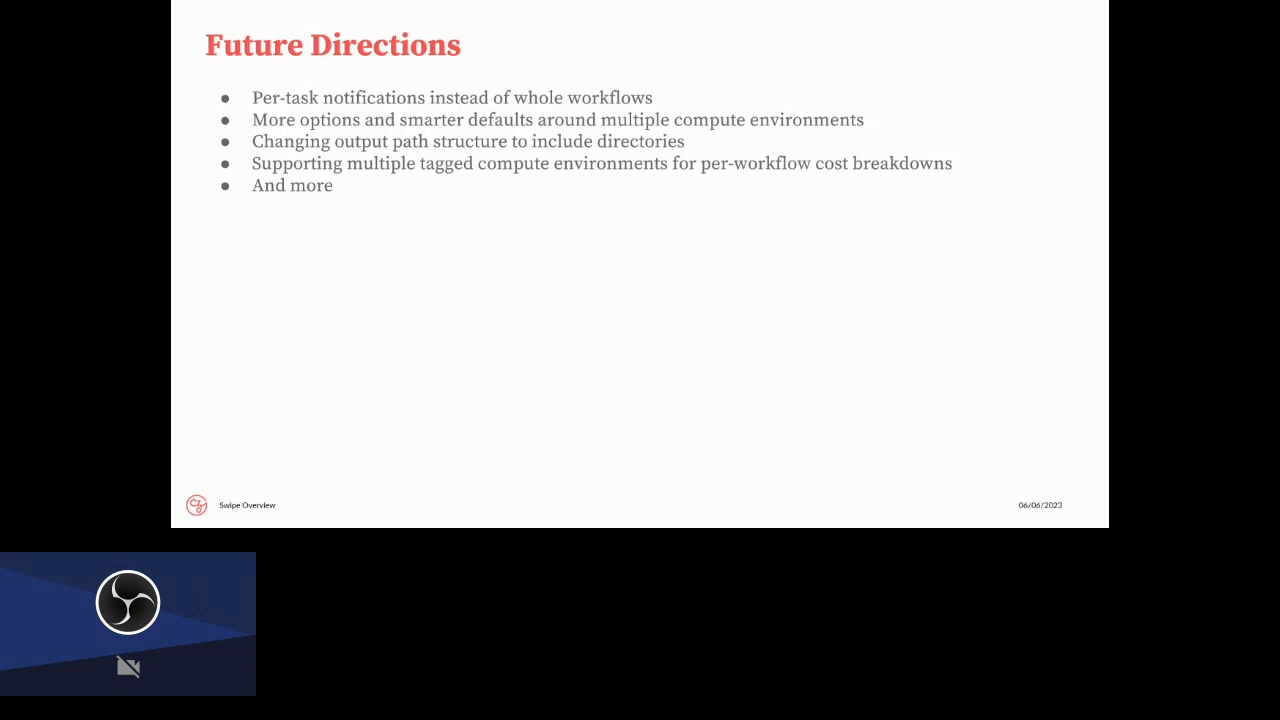 Future Directions
● Per-task notifications instead of whole workflows
● More options and smarter defaults around multiple compute environments
● Changing output path structure to include directories
● Supporting multiple tagged compute environments for per-workflow cost breakdowns
● And more
Swipe Overview
06/06/2023